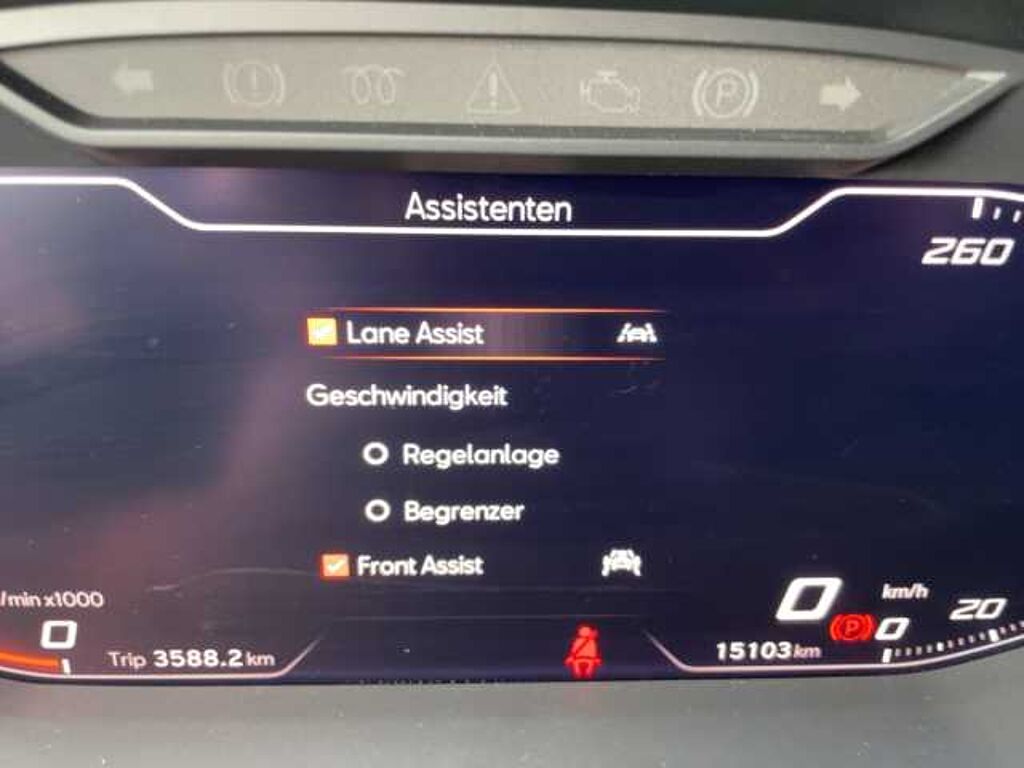 Assistenten
260
Lane Assist
Geschwindigkeit
Regelanlage
Begrenzer
Front Assist
/min x1000
0
Trip 3588.2 km
0 km/h
15103 km
P 0
20
P